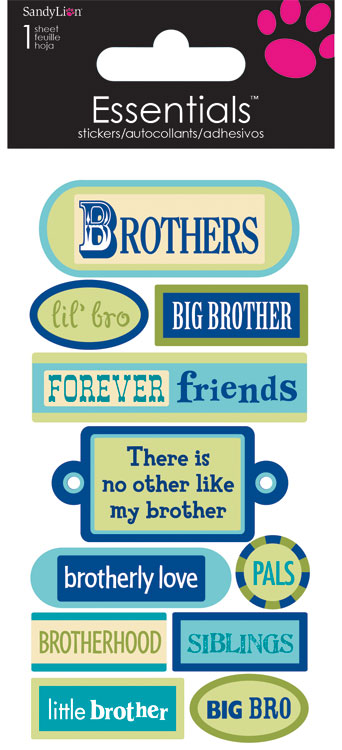 SandyLion
1 sheet
feuille
hoja
Essentials™
stickers/autocollants/adhesivos
BROTHERS
lil' bro
BIG BROTHER
FOREVER friends
There is
no other like
my brother
brotherly love
PALS
BROTHERHOOD
SIBLINGS
little brother
BIG BRO